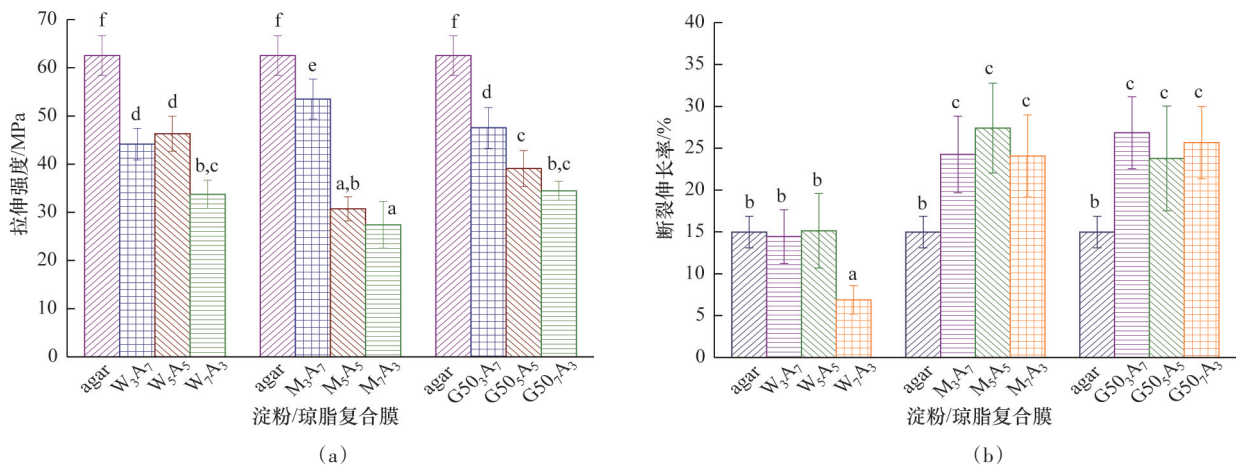 70
60
50
40
30
20
10
0
拉伸强度/MPa
f
d
d
b,c
f
e
a,b
a
f
d
c
b,c
agar
W₃A₇
W₅A₅
W₇A₃
agar
M₃A₇
M₅A₅
M₇A₃
agar
G50₃A₇
G50₅A₅
G50₇A₃
淀粉/琼脂复合膜
(a)
40
35
30
25
20
15
10
5
0
断裂伸长率/%
b
b
b
a
b
c
c
c
b
c
c
c
agar
W₃A₇
W₅A₅
W₇A₃
agar
M₃A₇
M₅A₅
M₇A₃
agar
G50₃A₇
G50₅A₅
G50₇A₃
淀粉/琼脂复合膜
(b)